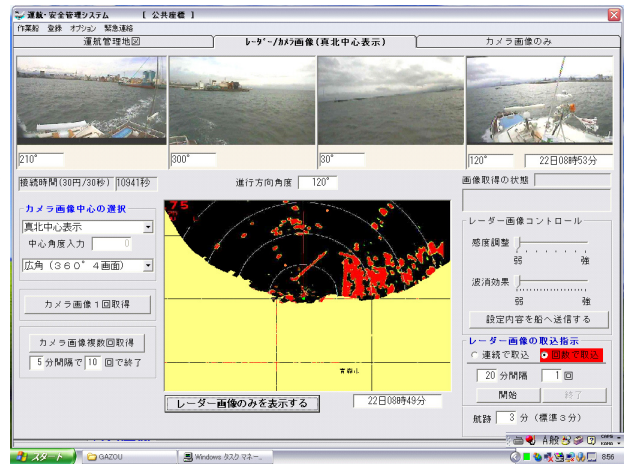 運航・安全管理システム [ 公共座標 ]
作業船 登録 オプション 緊急連絡
運航管理地図 レーダー/カメラ画像(真北中心表示) カメラ画像のみ
210° 300° 30° 120° 22日08時53分
接続時間(30円/30秒) 10941秒 進行方向角度 120° 画像取得の状態
カメラ画像中心の選択
真北中心表示
中心角度入力 0
広角(360°4画面)
カメラ画像1回取得
カメラ画像複数回取得
5 分間隔で 10 回で終了
75
青森市
レーダー画像のみを表示する 22日08時49分
レーダー画像コントロール
感度調整
弱 強
波消効果
弱 強
設定内容を船へ送信する
レーダー画像の取込指示
連続で取込 回数で取込
20 分間隔 1 回
開始 終了
航跡 3 分(標準3分)
A般 CAPS KANA
スタート GAZOU Windows タスク マネー... 856